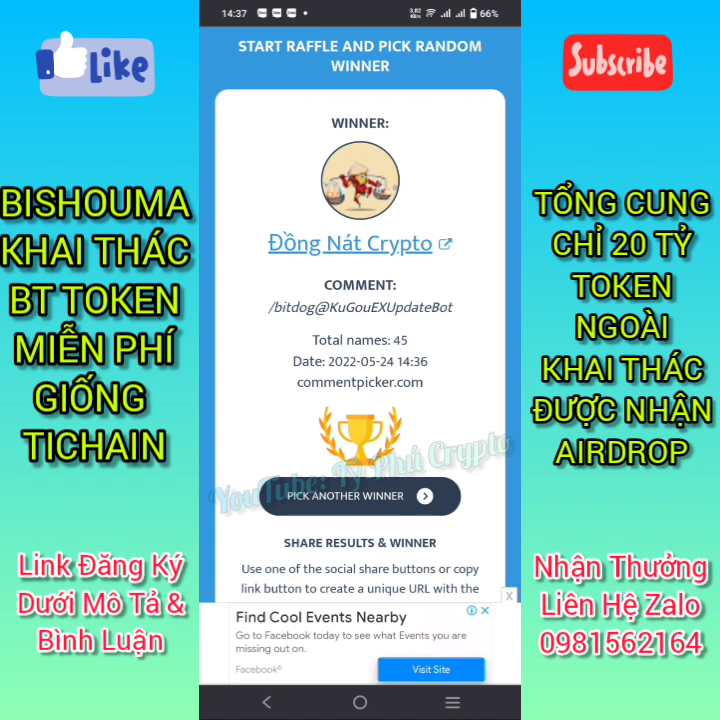 14:37
3,82 KB/s
66%
START RAFFLE AND PICK RANDOM
WINNER
WINNER:
Đồng Nát Crypto
COMMENT:
/bitdog@KuGouEXUpdateBot
Total names: 45
Date: 2022-05-24 14:36
commentpicker.com
YouTube: Tỷ Phú Crypto
PICK ANOTHER WINNER
SHARE RESULTS & WINNER
Use one of the social share buttons or copy
link button to create a unique URL with the
X
Find Cool Events Nearby
Go to Facebook today to see what Events you are
missing out on.
Facebook®
Visit Site
Like
BISHOUMA
KHAI THÁC
BT TOKEN
MIỄN PHÍ
GIỐNG
TICHAIN
Link Đăng Ký
Dưới Mô Tả &
Bình Luận
Subscribe
TỔNG CUNG
CHỈ 20 TỶ
TOKEN
NGOÀI
KHAI THÁC
ĐƯỢC NHẬN
AIRDROP
Nhận Thưởng
Liên Hệ Zalo
0981562164